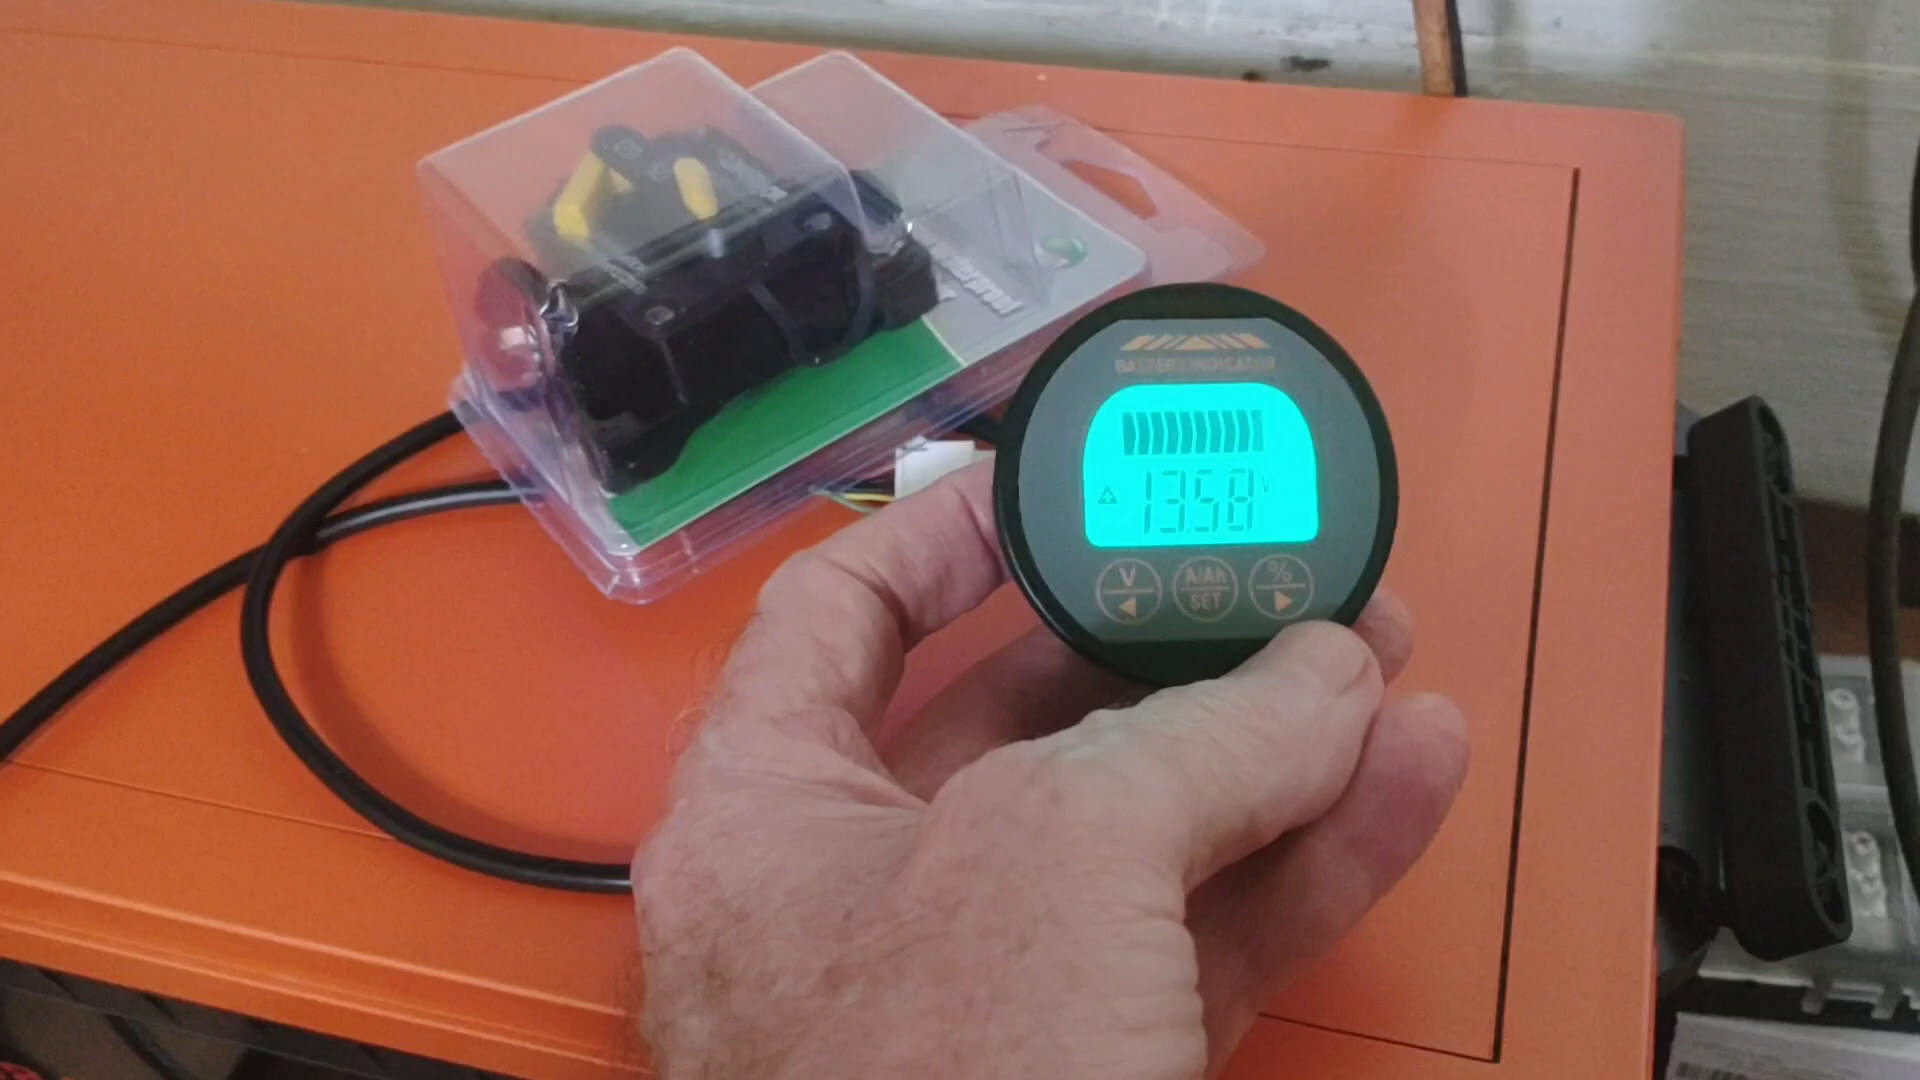 BATTERY INDICATOR
13.58 V
V A/Ah %
SET